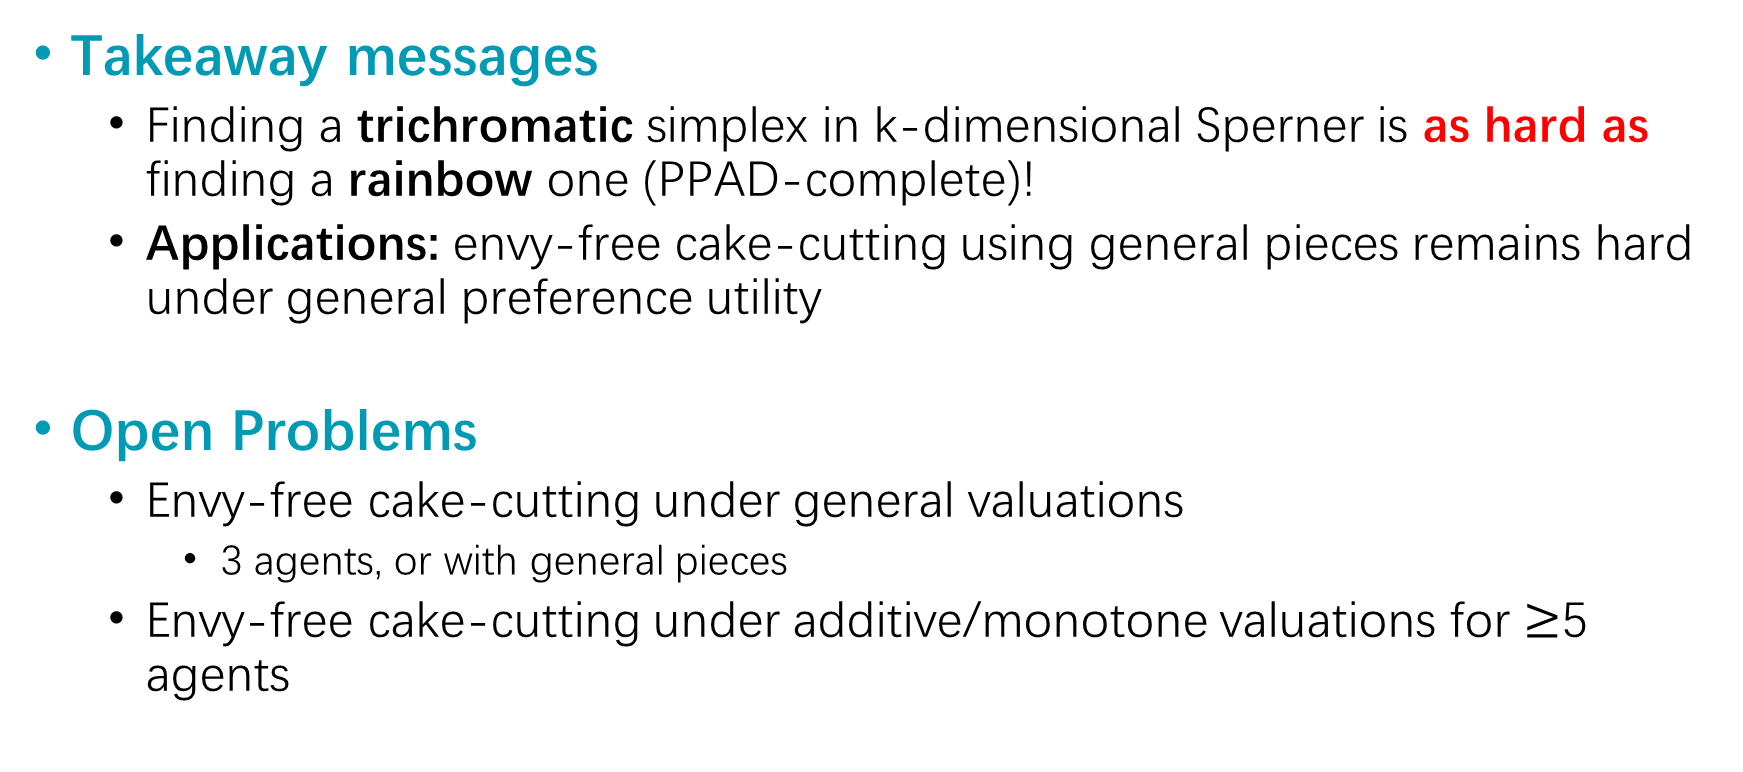 • Takeaway messages
• Finding a trichromatic simplex in k-dimensional Sperner is as hard as
finding a rainbow one (PPAD-complete)!
• Applications: envy-free cake-cutting using general pieces remains hard
under general preference utility
• Open Problems
• Envy-free cake-cutting under general valuations
• 3 agents, or with general pieces
• Envy-free cake-cutting under additive/monotone valuations for ≥5
agents